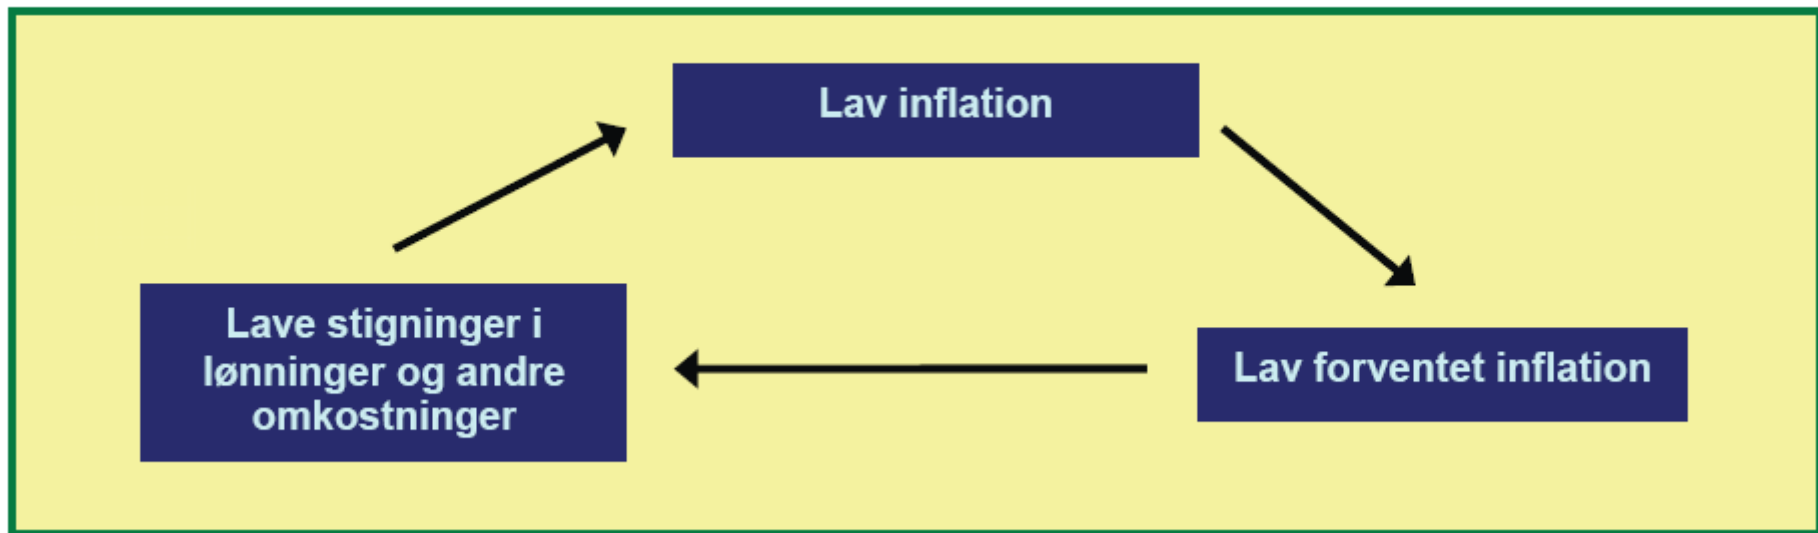 Lav inflation
Lave stigninger i
lønninger og andre
omkostninger
Lav forventet inflation